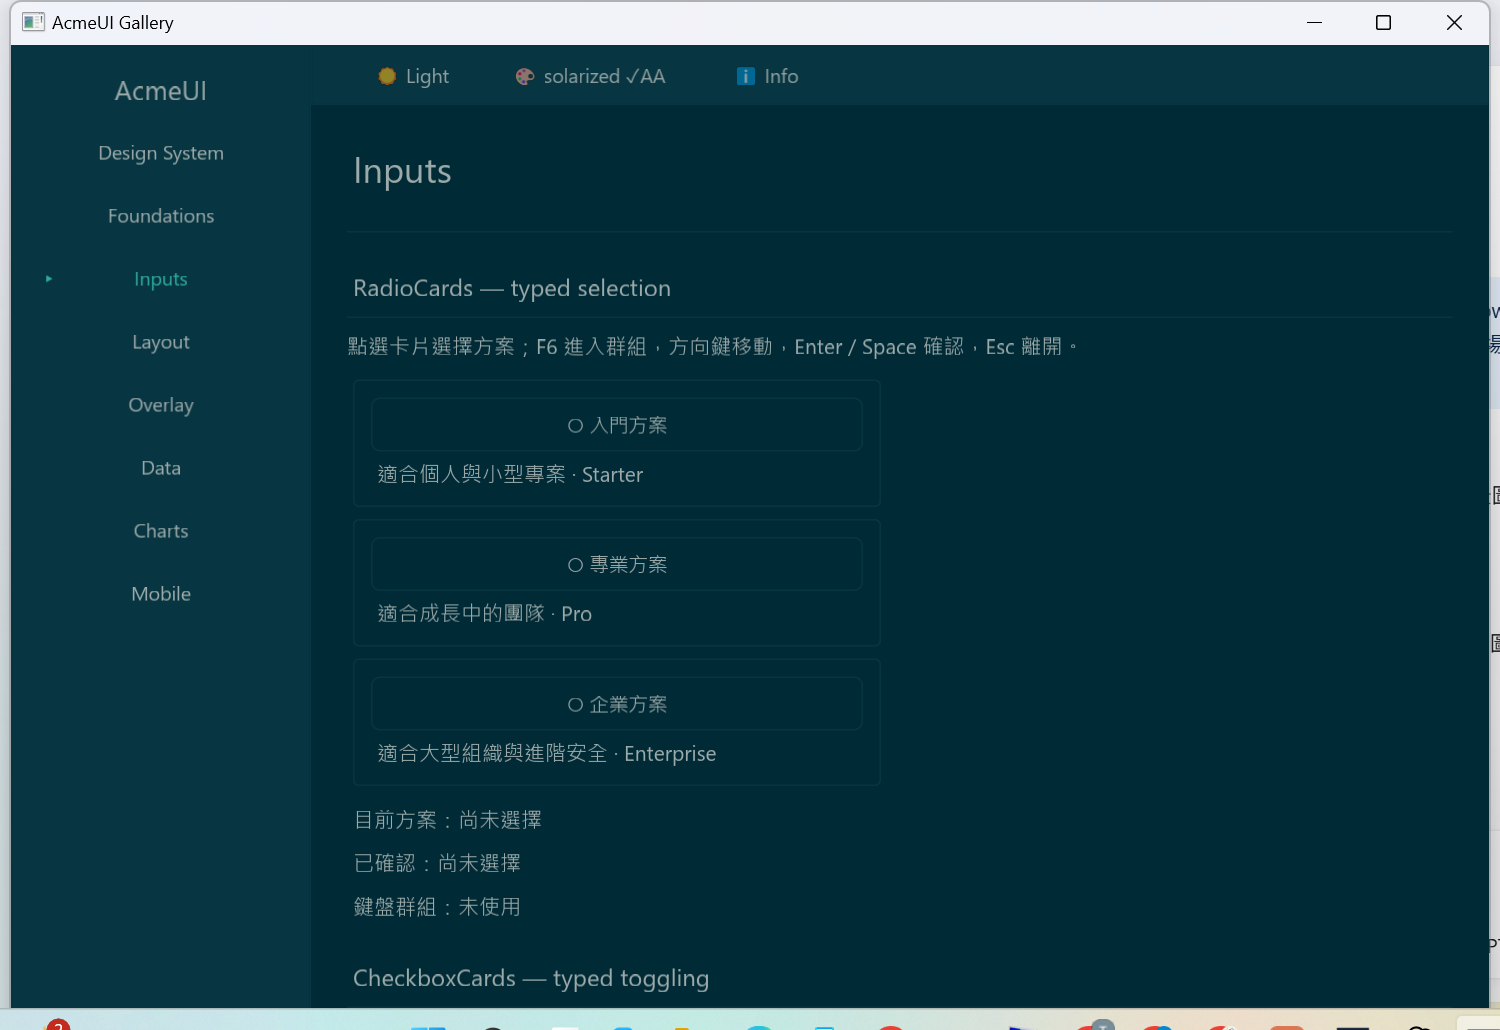 AcmeUI Gallery
AcmeUI
Design System
Foundations
▸ Inputs
Layout
Overlay
Data
Charts
Mobile
Light
solarized ✓AA
Info
Inputs
RadioCards — typed selection
點選卡片選擇方案；F6 進入群組，方向鍵移動，Enter / Space 確認，Esc 離開。
○ 入門方案
適合個人與小型專案 · Starter
○ 專業方案
適合成長中的團隊 · Pro
○ 企業方案
適合大型組織與進階安全 · Enterprise
目前方案：尚未選擇
已確認：尚未選擇
鍵盤群組：未使用
CheckboxCards — typed toggling